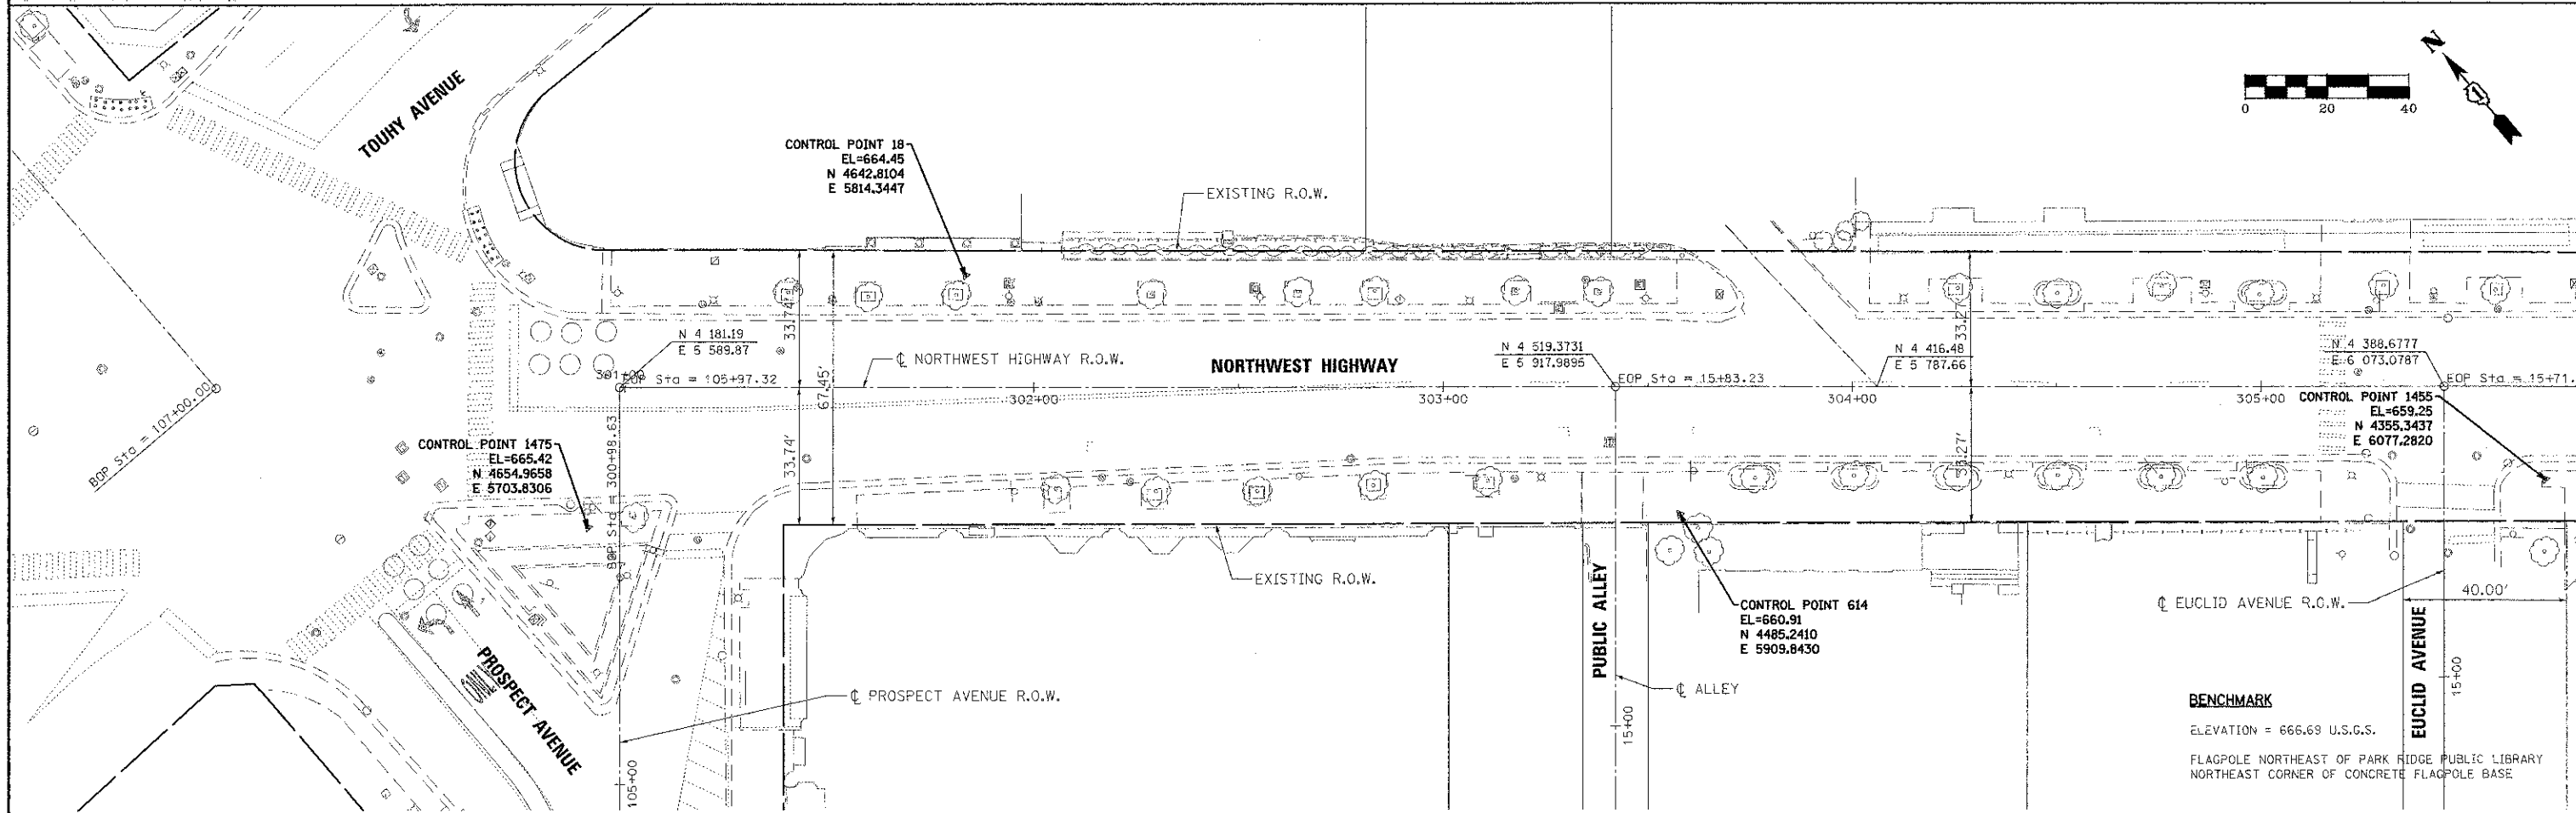 TOUHY AVENUE
N
0 20 40
CONTROL POINT 18
EL=664.45
N 4642.8104
E 5814.3447
EXISTING R.O.W.
33.74'
67.45'
33.74'
N 4 181.19
E 5 589.87
301+00
EOP Sta = 105+97.32
℄ NORTHWEST HIGHWAY R.O.W.
NORTHWEST HIGHWAY
302+00
303+00
N 4 519.3731
E 5 917.9895
EOP Sta = 15+83.23
N 4 416.48
E 5 787.66
304+00
33.27'
33.27'
N 4 388.6777
E 6 073.0787
305+00
EOP Sta = 15+71.
CONTROL POINT 1455
EL=659.25
N 4355.3437
E 6077.2820
BOP Sta = 107+00.00
CONTROL POINT 1475
EL=665.42
N 4654.9658
E 5703.8306
BOP Sta = 300+98.63
EXISTING R.O.W.
PROSPECT AVENUE
℄ PROSPECT AVENUE R.O.W.
105+00
PUBLIC ALLEY
℄ ALLEY
15+00
CONTROL POINT 614
EL=660.91
N 4485.2410
E 5909.8430
℄ EUCLID AVENUE R.O.W.
40.00'
EUCLID AVENUE
15+00
BENCHMARK
ELEVATION = 666.69 U.S.G.S.
FLAGPOLE NORTHEAST OF PARK RIDGE PUBLIC LIBRARY
NORTHEAST CORNER OF CONCRETE FLAGPOLE BASE